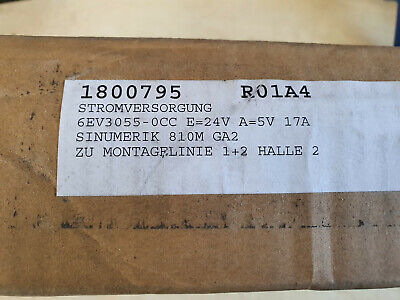 1800795 R01A4
STROMVERSORGUNG
6EV3055-0CC E=24V A=5V 17A
SINUMERIK 810M GA2
ZU MONTAGELINIE 1+2 HALLE 2